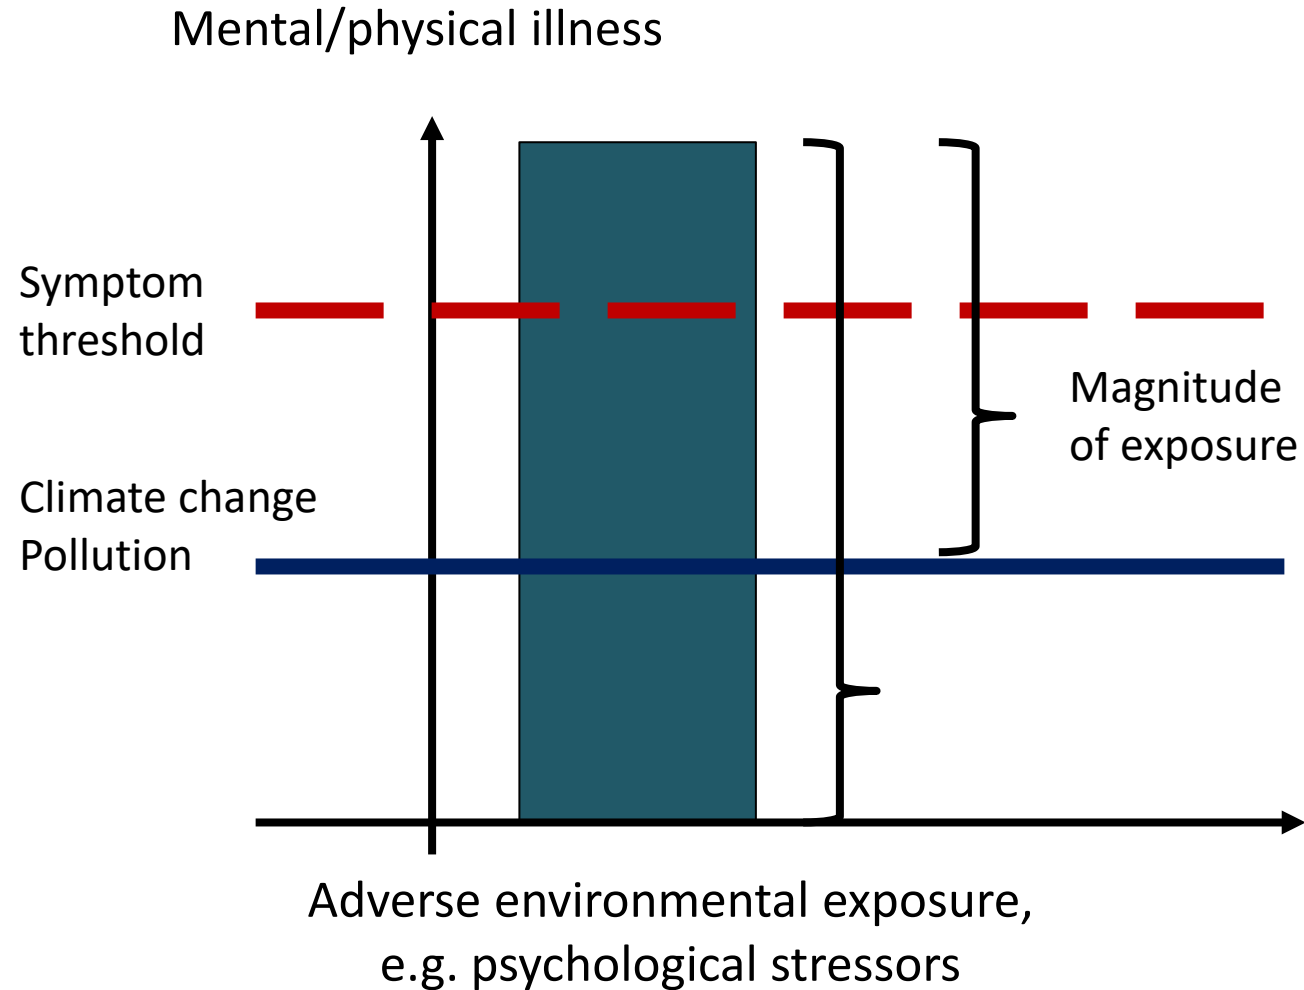 Mental/physical illness
Symptom
threshold
Magnitude
of exposure
Climate change
Pollution
Adverse environmental exposure,
e.g. psychological stressors